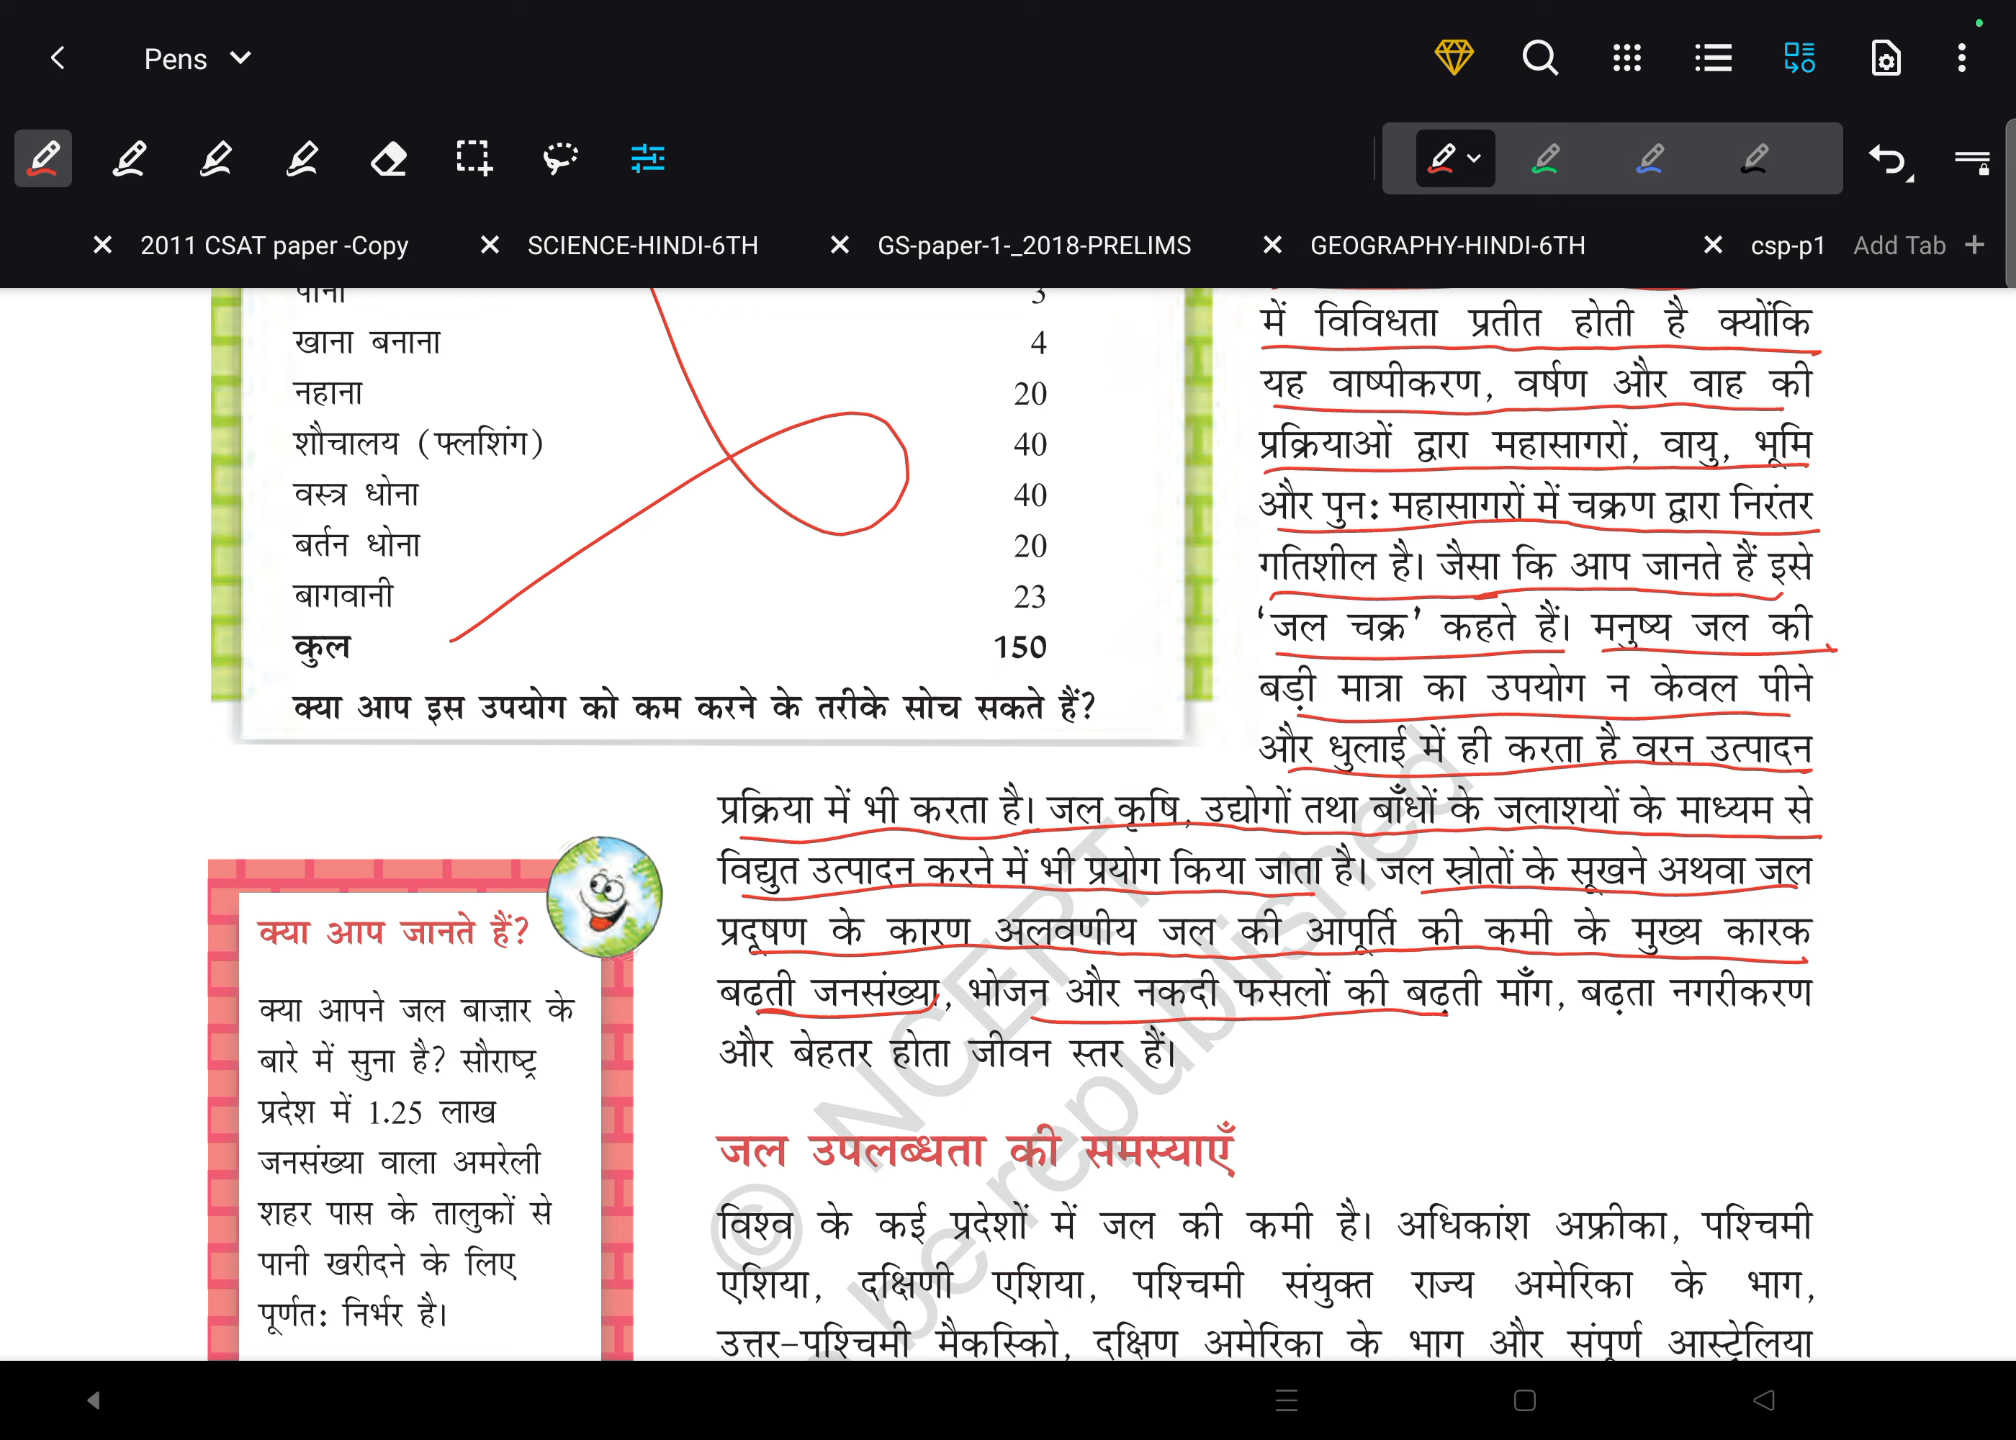 Pens
2011 CSAT paper -Copy
SCIENCE-HINDI-6TH
GS-paper-1-_2018-PRELIMS
GEOGRAPHY-HINDI-6TH
csp-p1
Add Tab +
पीना 3
खाना बनाना 4
नहाना 20
शौचालय (फ्लशिंग) 40
वस्त्र धोना 40
बर्तन धोना 20
बागवानी 23
कुल 150
क्या आप इस उपयोग को कम करने के तरीके सोच सकते हैं?
में विविधता प्रतीत होती है क्योंकि
यह वाष्पीकरण, वर्षण और वाह की
प्रक्रियाओं द्वारा महासागरों, वायु, भूमि
और पुन: महासागरों में चक्रण द्वारा निरंतर
गतिशील है। जैसा कि आप जानते हैं इसे
‘जल चक्र’ कहते हैं। मनुष्य जल की
बड़ी मात्रा का उपयोग न केवल पीने
और धुलाई में ही करता है वरन उत्पादन
प्रक्रिया में भी करता है। जल कृषि, उद्योगों तथा बाँधों के जलाशयों के माध्यम से
विद्युत उत्पादन करने में भी प्रयोग किया जाता है। जल स्त्रोतों के सूखने अथवा जल
प्रदूषण के कारण अलवणीय जल की आपूर्ति की कमी के मुख्य कारक
बढ़ती जनसंख्या, भोजन और नकदी फसलों की बढ़ती माँग, बढ़ता नगरीकरण
और बेहतर होता जीवन स्तर हैं।
क्या आप जानते हैं?
क्या आपने जल बाज़ार के
बारे में सुना है? सौराष्ट्र
प्रदेश में 1.25 लाख
जनसंख्या वाला अमरेली
शहर पास के तालुकों से
पानी खरीदने के लिए
पूर्णत: निर्भर है।
जल उपलब्धता की समस्याएँ
विश्व के कई प्रदेशों में जल की कमी है। अधिकांश अफ्रीका, पश्चिमी
एशिया, दक्षिणी एशिया, पश्चिमी संयुक्त राज्य अमेरिका के भाग,
उत्तर-पश्चिमी मैकस्किो, दक्षिण अमेरिका के भाग और संपूर्ण आस्ट्रेलिया
© NCERT
be republished